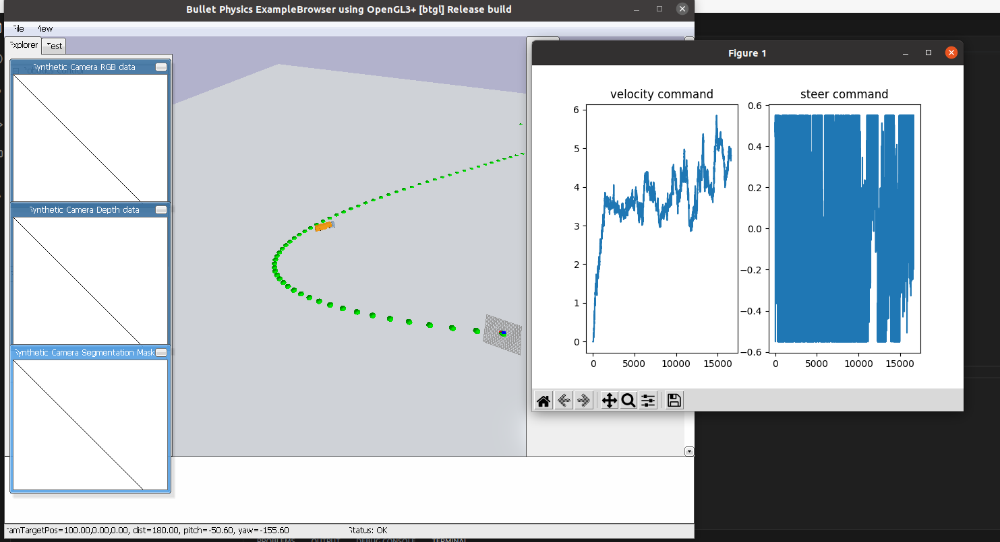 Bullet Physics ExampleBrowser using OpenGL3+ [btgl] Release build
File View
Explorer Test
Synthetic Camera RGB data
Synthetic Camera Depth data
Synthetic Camera Segmentation Mask
Figure 1
velocity command
steer command
6
5
4
3
2
1
0
0 5000 10000 15000
0.6
0.4
0.2
0.0
−0.2
−0.4
−0.6
0 5000 10000 15000
amTargetPos=100.00,0.00,0.00, dist=180.00, pitch=-50.60, yaw=-155.60
Status: OK
PROBLEMS OUTPUT DEBUG CONSOLE TERMINAL